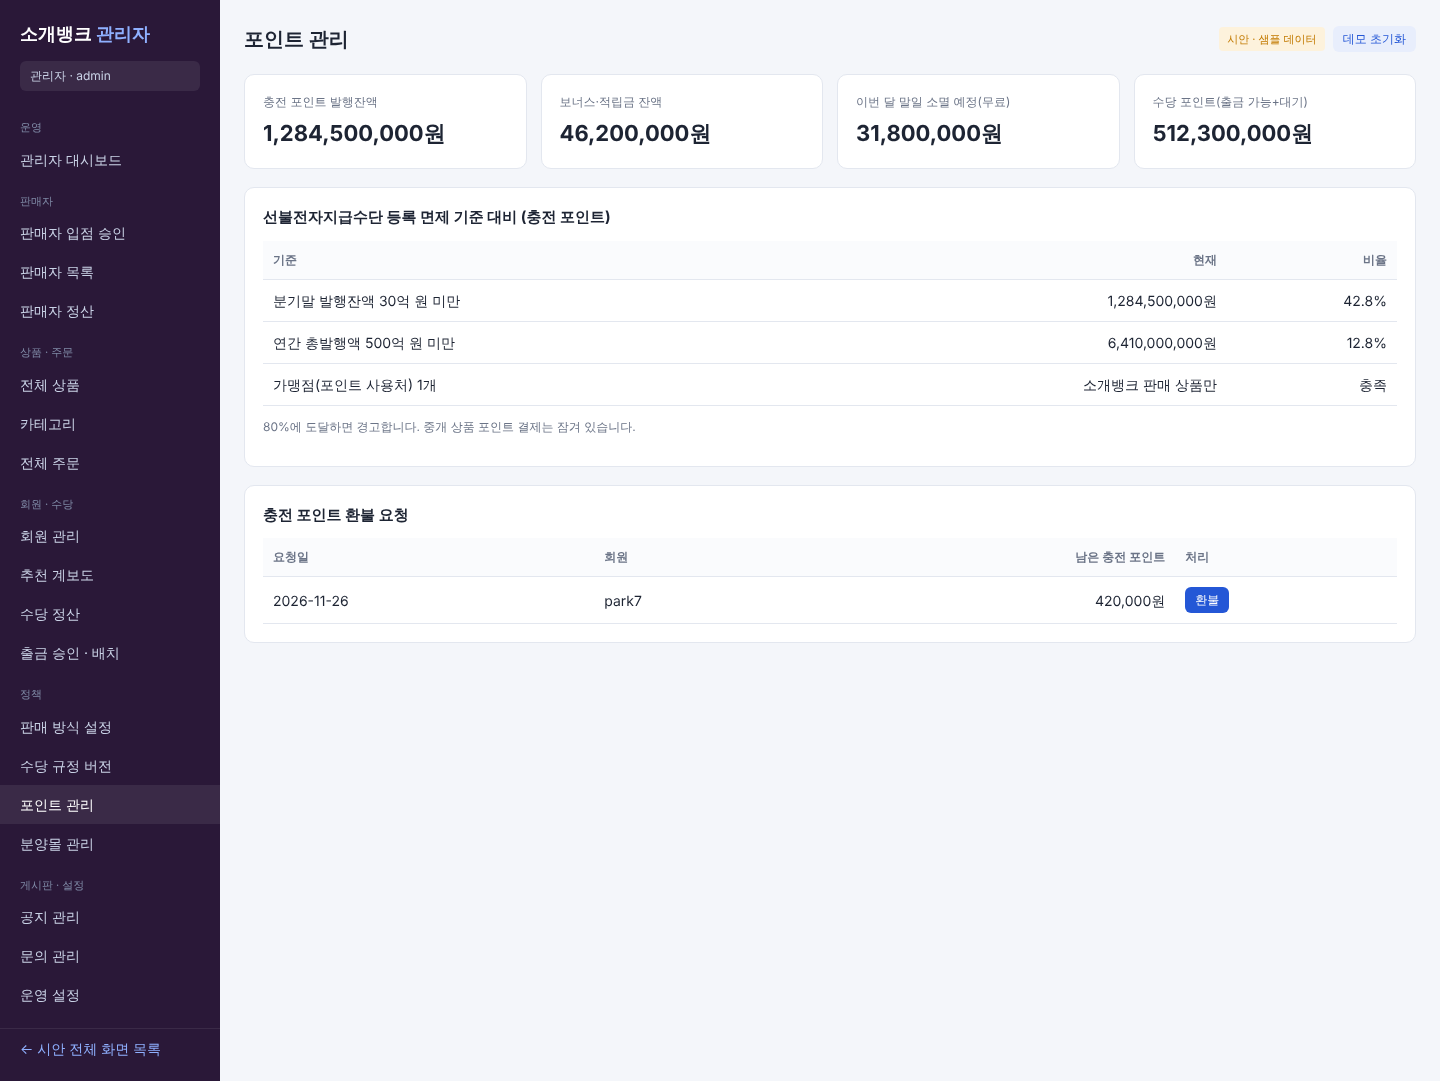 소개뱅크 관리자
관리자 · admin
운영
관리자 대시보드
판매자
판매자 입점 승인
판매자 목록
판매자 정산
상품 · 주문
전체 상품
카테고리
전체 주문
회원 · 수당
회원 관리
추천 계보도
수당 정산
출금 승인 · 배치
정책
판매 방식 설정
수당 규정 버전
포인트 관리
분양몰 관리
게시판 · 설정
공지 관리
문의 관리
운영 설정
← 시안 전체 화면 목록
포인트 관리
시안 · 샘플 데이터
데모 초기화
충전 포인트 발행잔액
1,284,500,000원
보너스·적립금 잔액
46,200,000원
이번 달 말일 소멸 예정(무료)
31,800,000원
수당 포인트(출금 가능+대기)
512,300,000원
선불전자지급수단 등록 면제 기준 대비 (충전 포인트)
기준 현재 비율
분기말 발행잔액 30억 원 미만 1,284,500,000원 42.8%
연간 총발행액 500억 원 미만 6,410,000,000원 12.8%
가맹점(포인트 사용처) 1개 소개뱅크 판매 상품만 충족
80%에 도달하면 경고합니다. 중개 상품 포인트 결제는 잠겨 있습니다.
충전 포인트 환불 요청
요청일 회원 남은 충전 포인트 처리
2026-11-26 park7 420,000원 환불